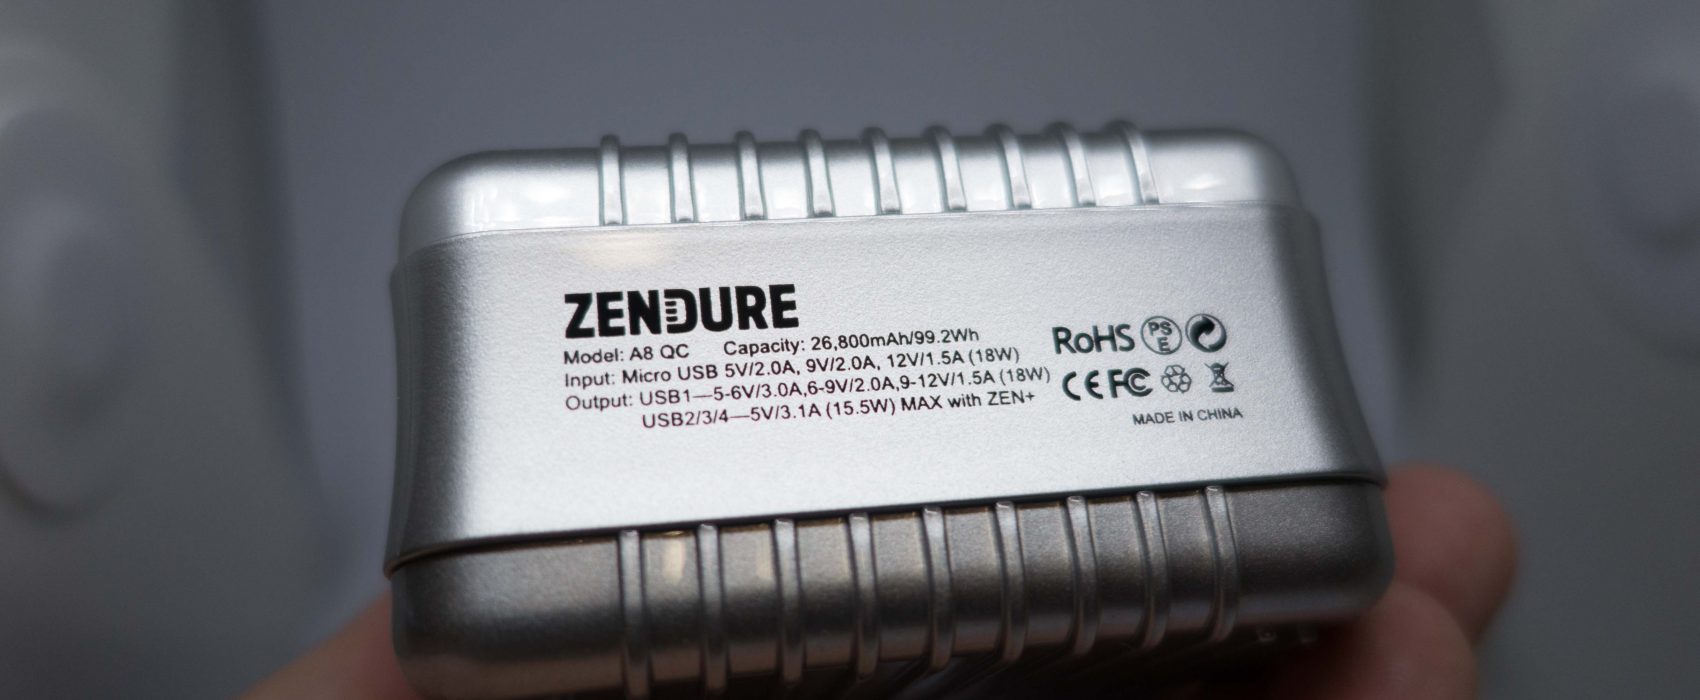 ZENDURE
Model: A8 QC Capacity: 26,800mAh/99.2Wh
Input: Micro USB 5V/2.0A, 9V/2.0A, 12V/1.5A (18W)
Output: USB1—5-6V/3.0A,6-9V/2.0A,9-12V/1.5A (18W)
USB2/3/4—5V/3.1A (15.5W) MAX with ZEN+
RoHS PSE
CE FC
MADE IN CHINA